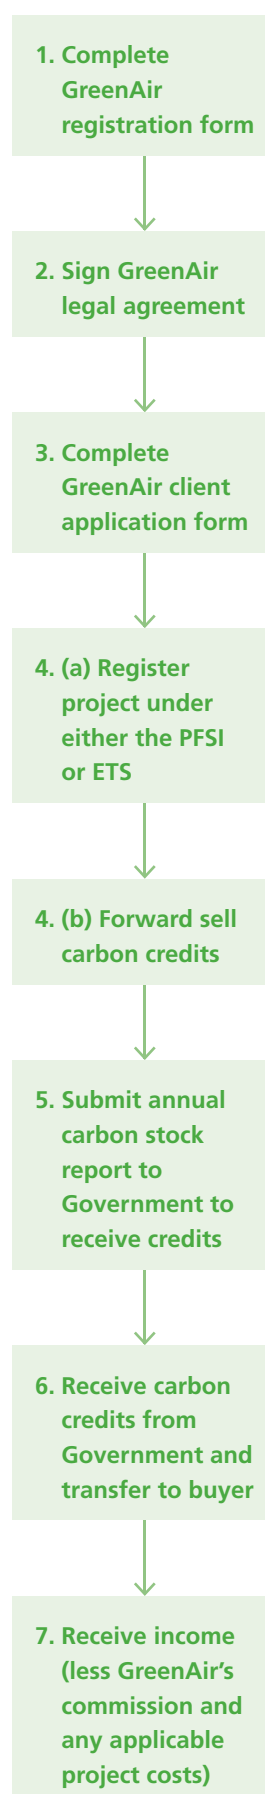 1. Complete
GreenAir
registration form
2. Sign GreenAir
legal agreement
3. Complete
GreenAir client
application form
4. (a) Register
project under
either the PFSI
or ETS
4. (b) Forward sell
carbon credits
5. Submit annual
carbon stock
report to
Government to
receive credits
6. Receive carbon
credits from
Government and
transfer to buyer
7. Receive income
(less GreenAir’s
commission and
any applicable
project costs)